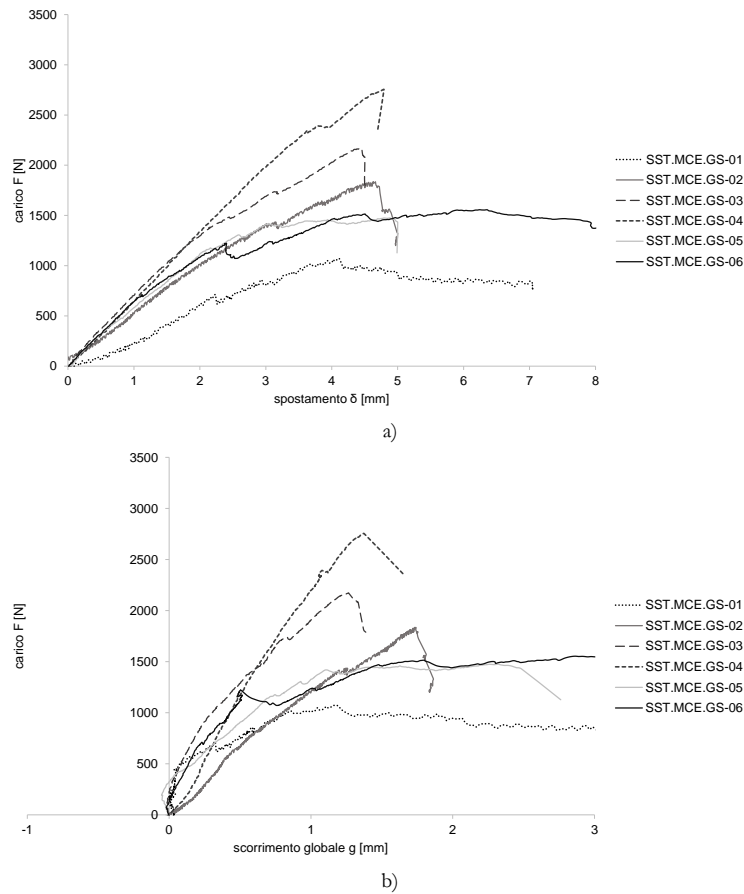 3500
3000
2500
2000
1500
1000
500
0
carico F [N]
0 1 2 3 4 5 6 7 8
spostamento δ [mm]
SST.MCE.GS-01
SST.MCE.GS-02
SST.MCE.GS-03
SST.MCE.GS-04
SST.MCE.GS-05
SST.MCE.GS-06
a)
3500
3000
2500
2000
1500
1000
500
0
carico F [N]
-1 0 1 2 3
scorrimento globale g [mm]
SST.MCE.GS-01
SST.MCE.GS-02
SST.MCE.GS-03
SST.MCE.GS-04
SST.MCE.GS-05
SST.MCE.GS-06
b)